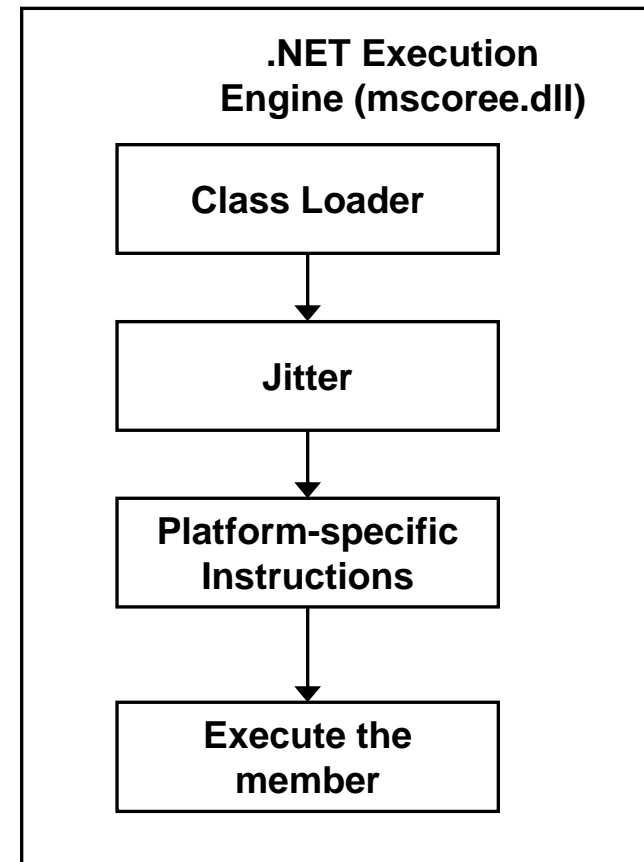 .NET Execution
Engine (mscoree.dll)
Class Loader
Jitter
Platform-specific
Instructions
Execute the
member